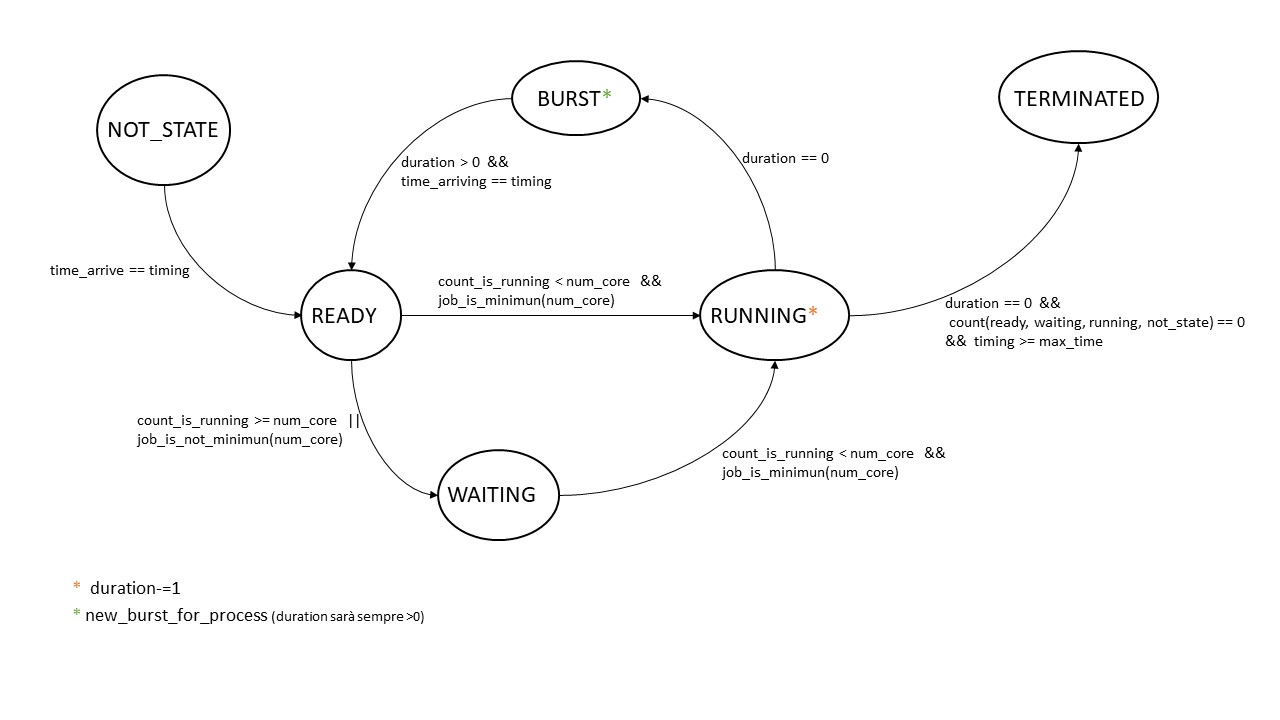 NOT_STATE
BURST*
TERMINATED
duration > 0 &&
time_arriving == timing
duration == 0
time_arrive == timing
count_is_running < num_core &&
job_is_minimun(num_core)
READY
RUNNING*
duration == 0 &&
count(ready, waiting, running, not_state) == 0
&& timing >= max_time
count_is_running >= num_core ||
job_is_not_minimun(num_core)
count_is_running < num_core &&
job_is_minimun(num_core)
WAITING
* duration-=1
* new_burst_for_process (duration sarà sempre >0)